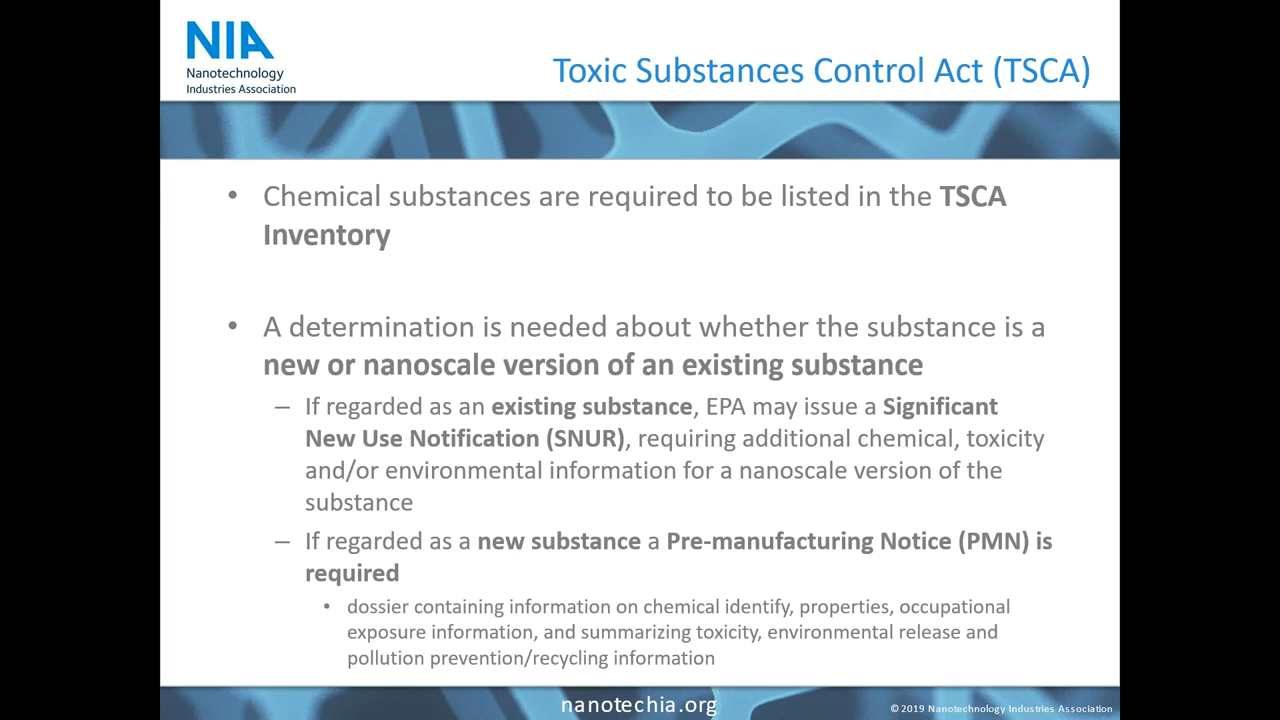 NIA
Nanotechnology
Industries Association
Toxic Substances Control Act (TSCA)
• Chemical substances are required to be listed in the TSCA
Inventory
• A determination is needed about whether the substance is a
new or nanoscale version of an existing substance
– If regarded as an existing substance, EPA may issue a Significant
New Use Notification (SNUR), requiring additional chemical, toxicity
and/or environmental information for a nanoscale version of the
substance
– If regarded as a new substance a Pre-manufacturing Notice (PMN) is
required
• dossier containing information on chemical identify, properties, occupational
exposure information, and summarizing toxicity, environmental release and
pollution prevention/recycling information
nanotechia.org
© 2019 Nanotechnology Industries Association